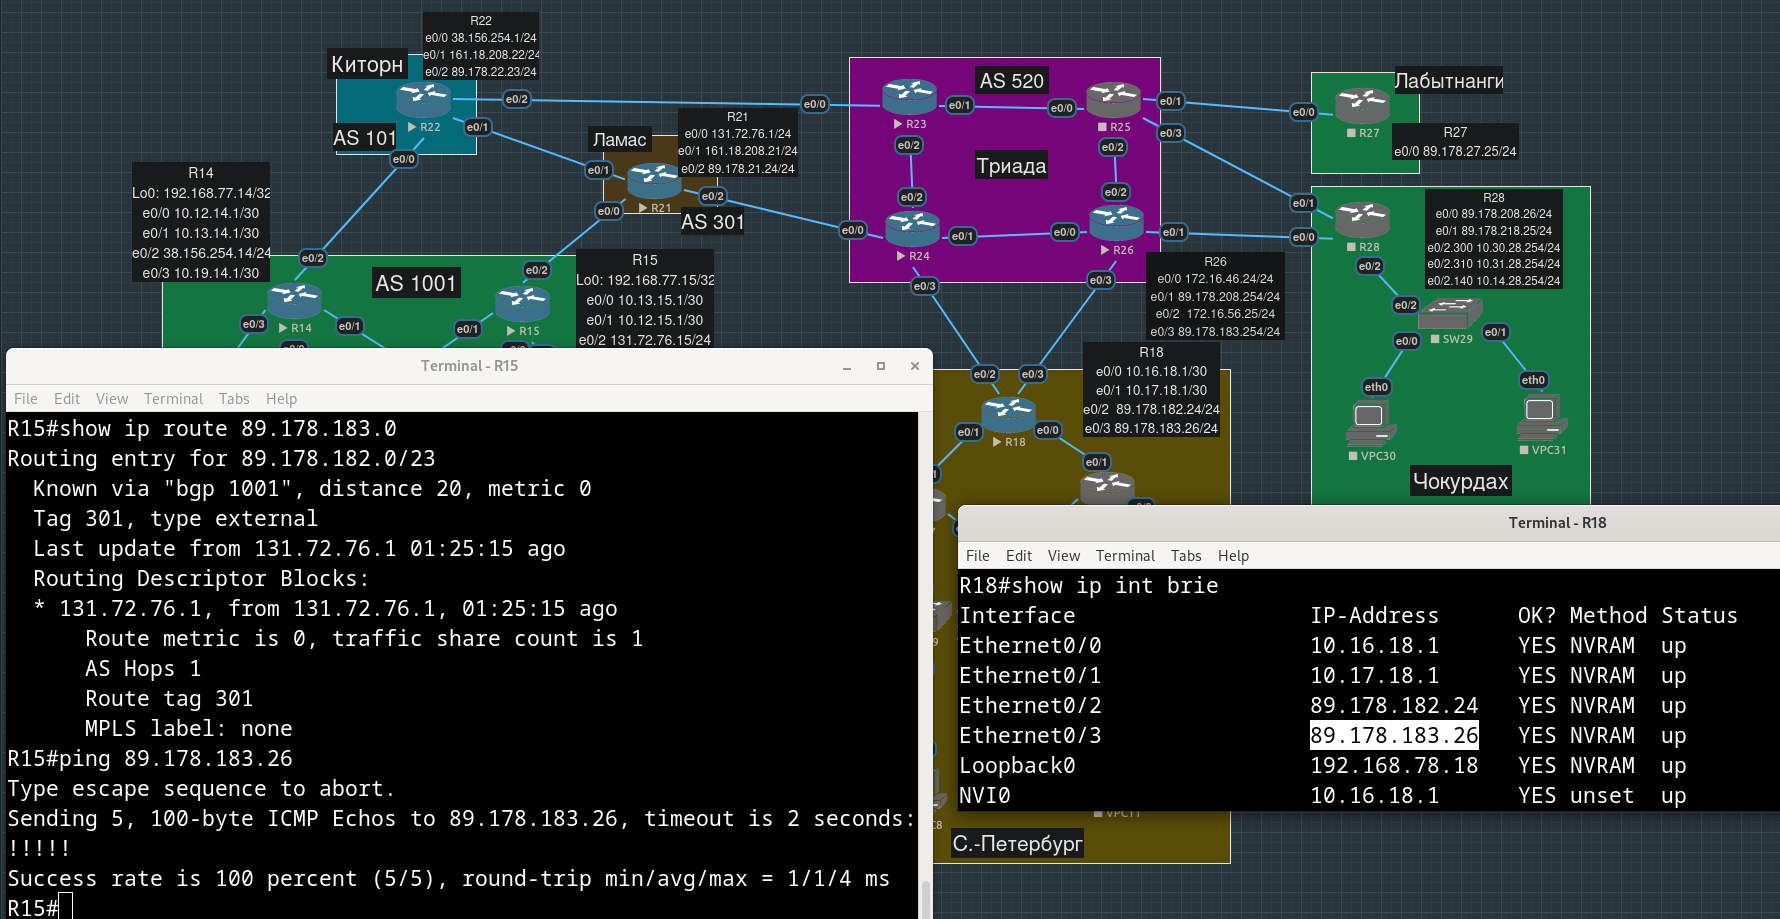 R22
e0/0 38.156.254.1/24
e0/1 161.18.208.22/24
e0/2 89.178.22.23/24
Киторн
AS 101
R22
e0/2
e0/1
e0/0
Ламас
R21
e0/0 131.72.76.1/24
e0/1 161.18.208.21/24
e0/2 89.178.21.24/24
e0/1
e0/2
e0/0
R21
AS 301
AS 520
Триада
e0/0
R23
e0/1
e0/0
R25
e0/1
e0/3
e0/2
e0/2
e0/2
e0/2
e0/0
R24
e0/1
e0/0
R26
e0/1
e0/3
e0/3
Лабытнанги
e0/0
R27
R27
e0/0 89.178.27.25/24
R28
e0/0 89.178.208.26/24
e0/1 89.178.218.25/24
e0/2.300 10.30.28.254/24
e0/2.310 10.31.28.254/24
e0/2.140 10.14.28.254/24
e0/1
e0/0
R28
e0/2
e0/2
SW29
e0/0
e0/1
eth0
eth0
VPC30
VPC31
Чокурдах
R14
Lo0: 192.168.77.14/32
e0/0 10.12.14.1/30
e0/1 10.13.14.1/30
e0/2 38.156.254.14/24
e0/3 10.19.14.1/30
AS 1001
e0/2
R14
e0/3
e0/1
e0/2
R15
e0/1
R15
Lo0: 192.168.77.15/32
e0/0 10.13.15.1/30
e0/1 10.12.15.1/30
e0/2 131.72.76.15/24
R26
e0/0 172.16.46.24/24
e0/1 89.178.208.254/24
e0/2 172.16.56.25/24
e0/3 89.178.183.254/24
R18
e0/0 10.16.18.1/30
e0/1 10.17.18.1/30
e0/2 89.178.182.24/24
e0/3 89.178.183.26/24
e0/2
e0/3
R18
e0/1
e0/0
e0/1
С.-Петербург
Terminal - R15
File Edit View Terminal Tabs Help
R15#show ip route 89.178.183.0
Routing entry for 89.178.182.0/23
Known via "bgp 1001", distance 20, metric 0
Tag 301, type external
Last update from 131.72.76.1 01:25:15 ago
Routing Descriptor Blocks:
* 131.72.76.1, from 131.72.76.1, 01:25:15 ago
Route metric is 0, traffic share count is 1
AS Hops 1
Route tag 301
MPLS label: none
R15#ping 89.178.183.26
Type escape sequence to abort.
Sending 5, 100-byte ICMP Echos to 89.178.183.26, timeout is 2 seconds:
!!!!!
Success rate is 100 percent (5/5), round-trip min/avg/max = 1/1/4 ms
R15#
Terminal - R18
File Edit View Terminal Tabs Help
R18#show ip int brie
Interface IP-Address OK? Method Status
Ethernet0/0 10.16.18.1 YES NVRAM up
Ethernet0/1 10.17.18.1 YES NVRAM up
Ethernet0/2 89.178.182.24 YES NVRAM up
Ethernet0/3 89.178.183.26 YES NVRAM up
Loopback0 192.168.78.18 YES NVRAM up
NVI0 10.16.18.1 YES unset up